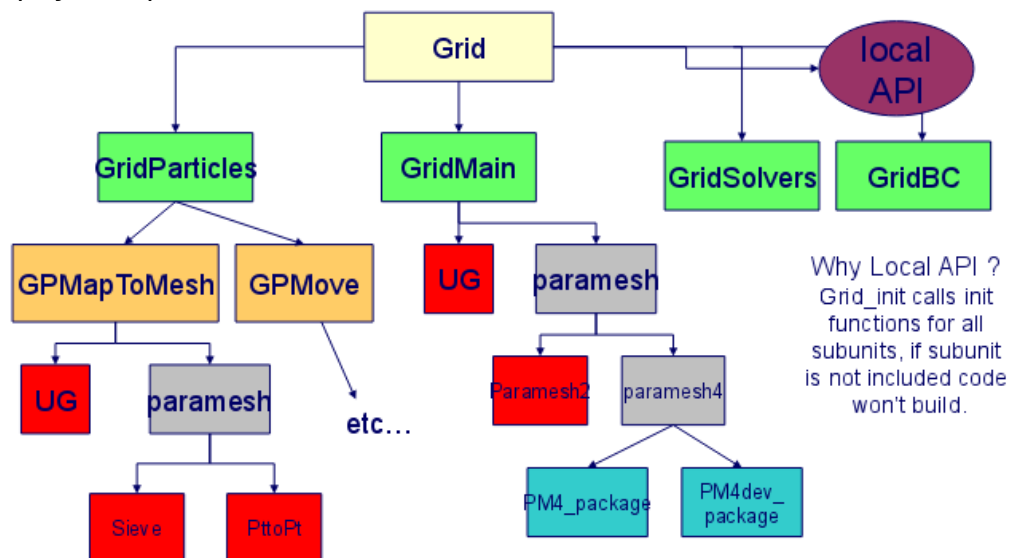 Grid
local
API
GridParticles
GridMain
GridSolvers
GridBC
GPMapToMesh
GPMove
UG
paramesh
Why Local API ?
Grid_init calls init
functions for all
subunits, if subunit
is not included code
won't build.
UG
paramesh
etc...
Paramesh2
paramesh4
Sieve
PttoPt
PM4_package
PM4dev_
package